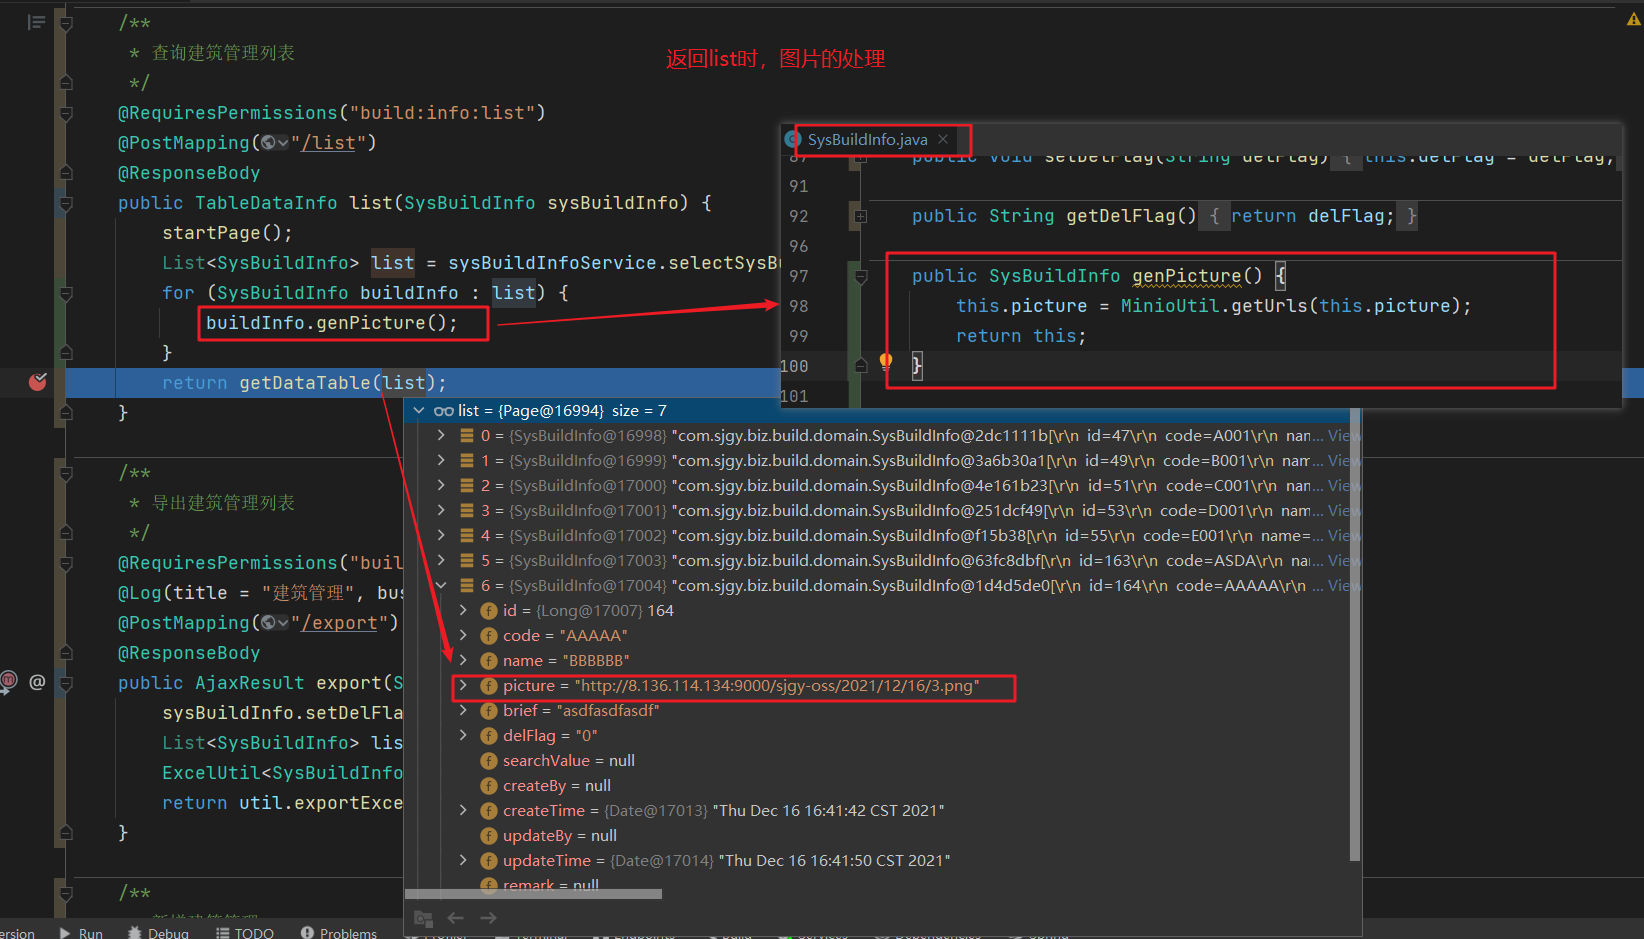 /**
* 查询建筑管理列表
*/
@RequiresPermissions("build:info:list")
@PostMapping("/list")
@ResponseBody
public TableDataInfo list(SysBuildInfo sysBuildInfo) {
startPage();
List<SysBuildInfo> list = sysBuildInfoService.selectSysB
for (SysBuildInfo buildInfo : list) {
buildInfo.genPicture();
}
return getDataTable(list);
}
返回list时，图片的处理
SysBuildInfo.java
public void setDelFlag(String delFlag) { this.delFlag = delFlag;
91
92 public String getDelFlag() { return delFlag; }
96
97 public SysBuildInfo genPicture() {
98 this.picture = MinioUtil.getUrls(this.picture);
99 return this;
100 }
101
list = {Page@16994} size = 7
0 = {SysBuildInfo@16998} "com.sjgy.biz.build.domain.SysBuildInfo@2dc1111b[\r\n id=47\r\n code=A001\r\n nam... View
1 = {SysBuildInfo@16999} "com.sjgy.biz.build.domain.SysBuildInfo@3a6b30a1[\r\n id=49\r\n code=B001\r\n nam... View
2 = {SysBuildInfo@17000} "com.sjgy.biz.build.domain.SysBuildInfo@4e161b23[\r\n id=51\r\n code=C001\r\n nam... View
3 = {SysBuildInfo@17001} "com.sjgy.biz.build.domain.SysBuildInfo@251dcf49[\r\n id=53\r\n code=D001\r\n nam... View
4 = {SysBuildInfo@17002} "com.sjgy.biz.build.domain.SysBuildInfo@f15b38[\r\n id=55\r\n code=E001\r\n name=... View
5 = {SysBuildInfo@17003} "com.sjgy.biz.build.domain.SysBuildInfo@63fc8dbf[\r\n id=163\r\n code=ASDA\r\n na... View
6 = {SysBuildInfo@17004} "com.sjgy.biz.build.domain.SysBuildInfo@1d4d5de0[\r\n id=164\r\n code=AAAAA\r\n ... View
id = {Long@17007} 164
code = "AAAAA"
name = "BBBBBB"
picture = "http://8.136.114.134:9000/sjgy-oss/2021/12/16/3.png"
brief = "asdfasdfasdf"
delFlag = "0"
searchValue = null
createBy = null
createTime = {Date@17013} "Thu Dec 16 16:41:42 CST 2021"
updateBy = null
updateTime = {Date@17014} "Thu Dec 16 16:41:50 CST 2021"
remark = null
/**
* 导出建筑管理列表
*/
@RequiresPermissions("buil
@Log(title = "建筑管理", bus
@PostMapping("/export")
@ResponseBody
public AjaxResult export(S
sysBuildInfo.setDelFla
List<SysBuildInfo> lis
ExcelUtil<SysBuildInfo
return util.exportExce
}
/**
ersion Run Debug TODO Problems